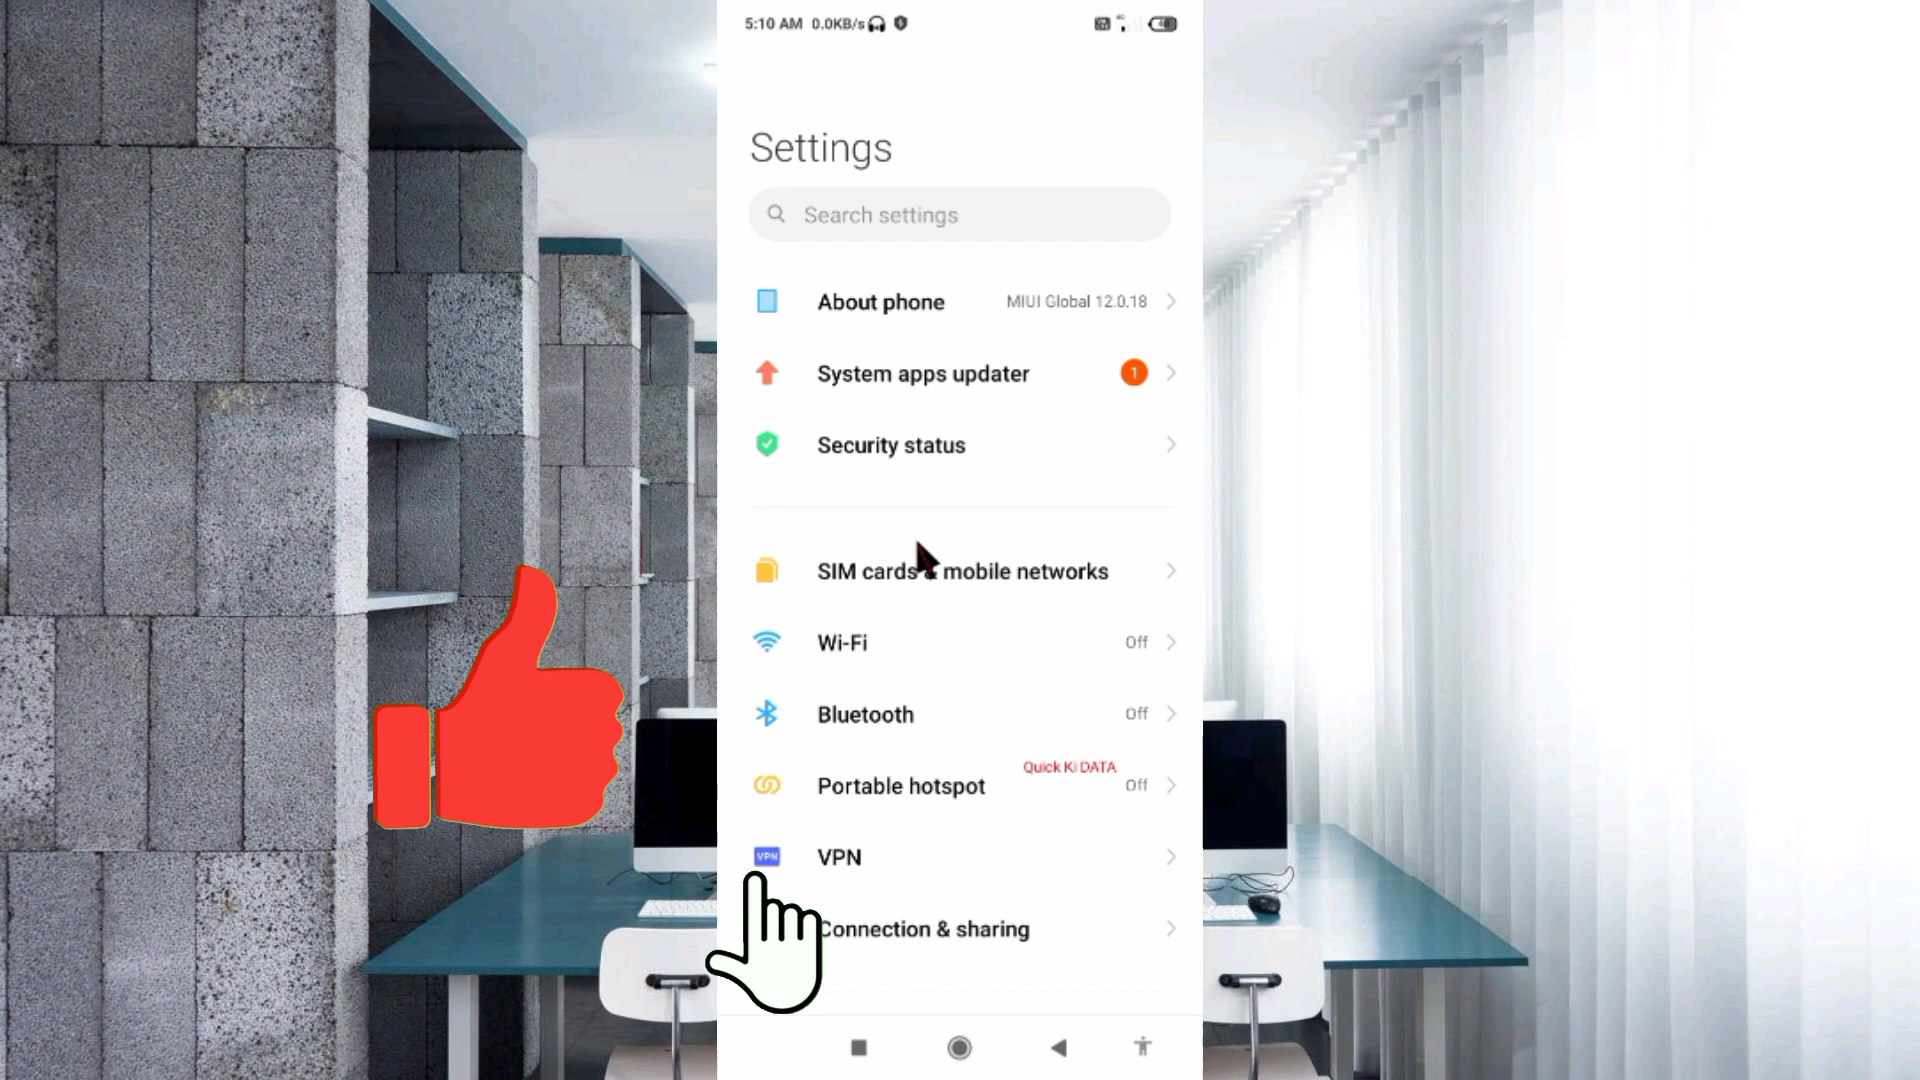 5:10 AM 0.0KB/s
Settings
Search settings
About phone MIUI Global 12.0.18
System apps updater 1
Security status
SIM cards & mobile networks
Wi-Fi Off
Bluetooth Off
Quick Ki DATA
Portable hotspot Off
VPN VPN
Connection & sharing